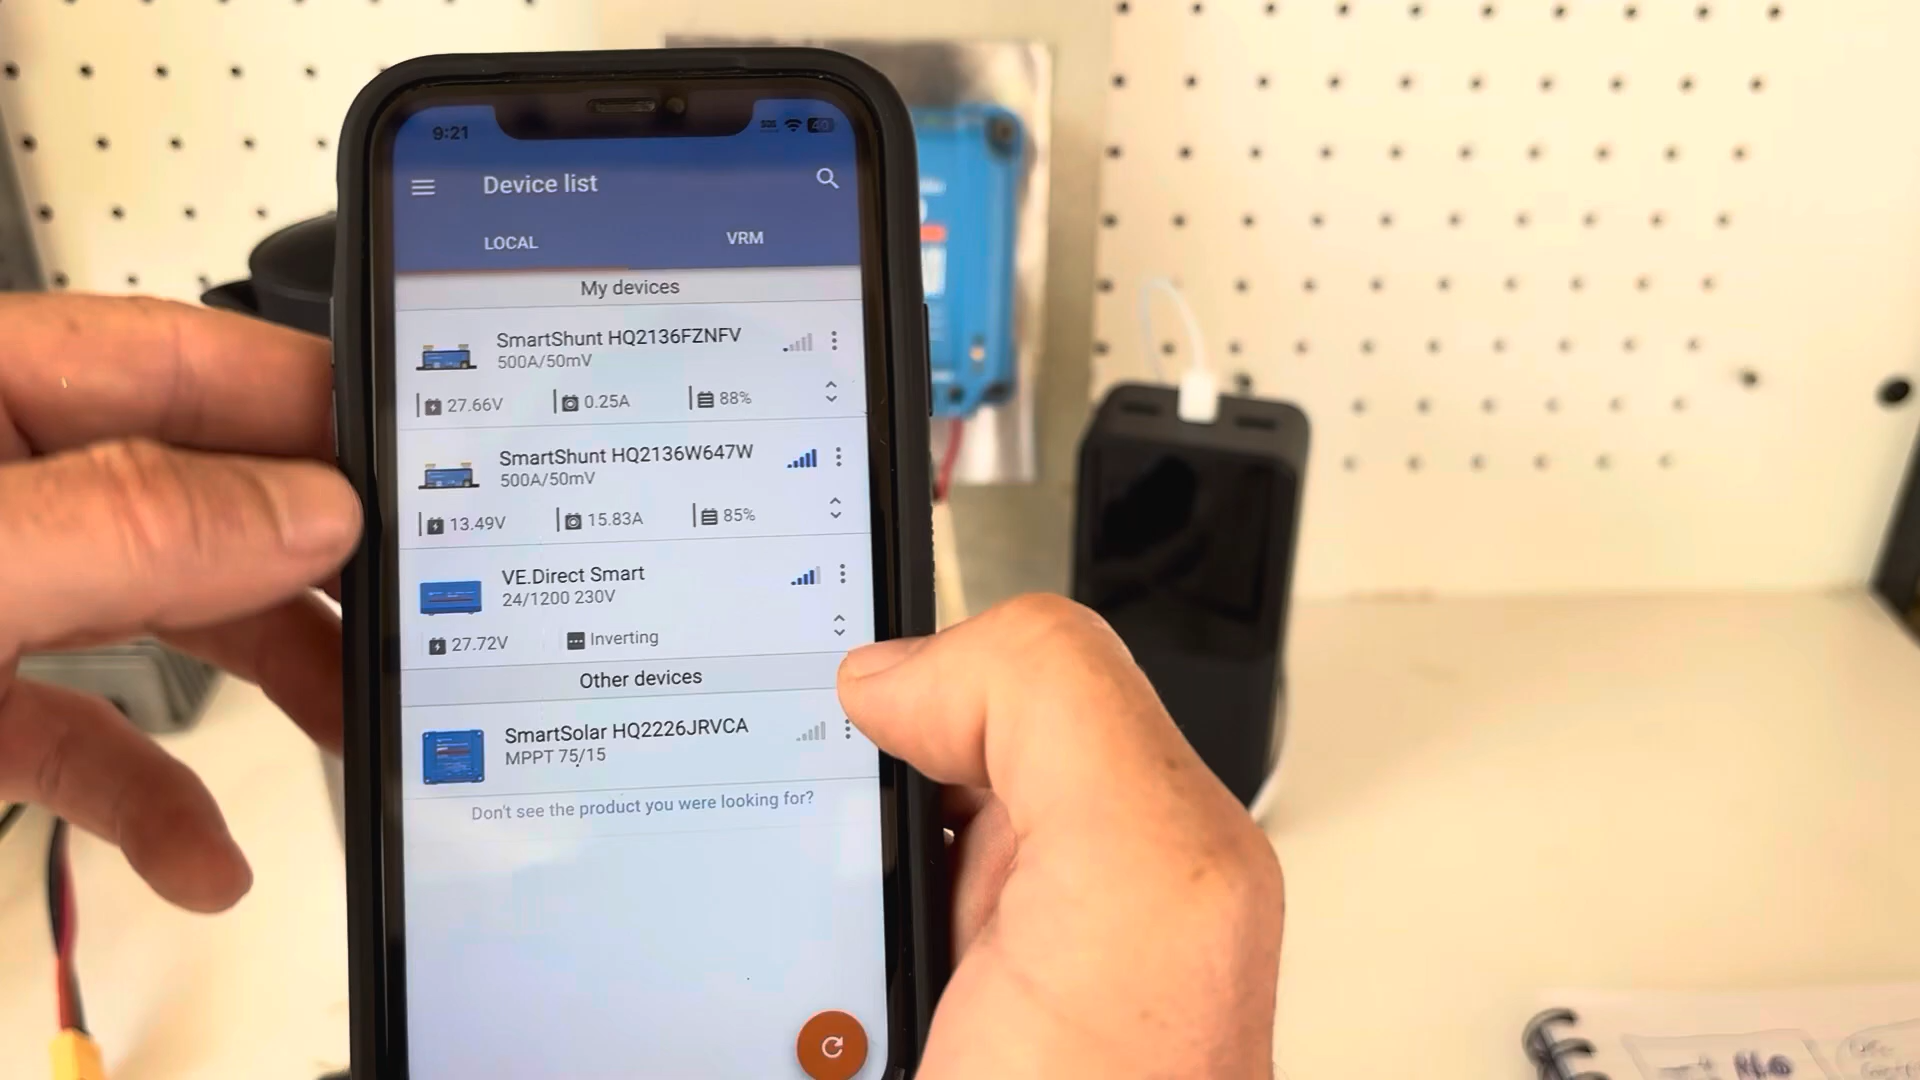 9:21
SOS 40
Device list
LOCAL VRM
My devices
SmartShunt HQ2136FZNFV
500A/50mV
27.66V 0.25A 88%
SmartShunt HQ2136W647W
500A/50mV
13.49V 15.83A 85%
VE.Direct Smart
24/1200 230V
27.72V Inverting
Other devices
SmartSolar HQ2226JRVCA
MPPT 75/15
Don't see the product you were looking for?